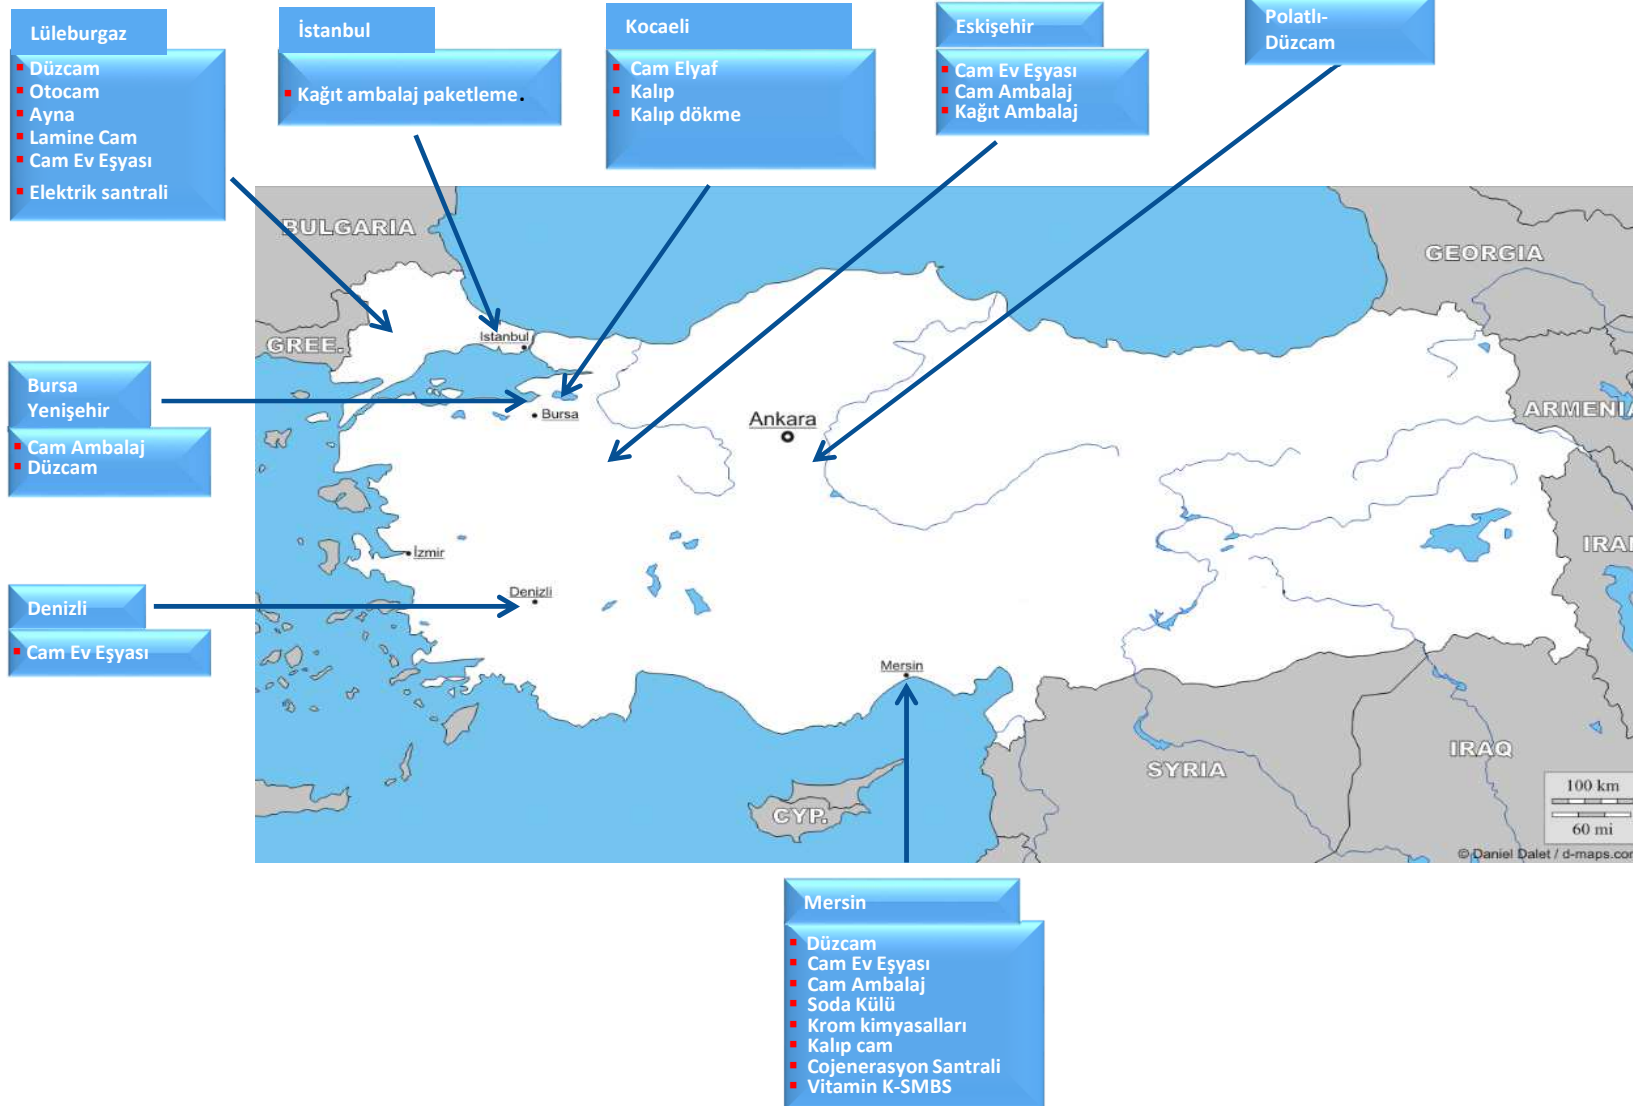 Lüleburgaz
Düzcam
Otocam
Ayna
Lamine Cam
Cam Ev Eşyası
Elektrik santrali
İstanbul
Kağıt ambalaj paketleme.
Kocaeli
Cam Elyaf
Kalıp
Kalıp dökme
Eskişehir
Cam Ev Eşyası
Cam Ambalaj
Kağıt Ambalaj
Polatlı-
Düzcam
BULGARIA
GEORGIA
GREE.
Istanbul
Bursa
Yenişehir
Cam Ambalaj
Düzcam
Bursa
Ankara
ARMENIA
İzmir
IRAN
Denizli
Cam Ev Eşyası
Denizli
Mersin
SYRIA
IRAQ
CYP.
100 km
60 mi
© Daniel Dalet / d-maps.com
Mersin
Düzcam
Cam Ev Eşyası
Cam Ambalaj
Soda Külü
Krom kimyasalları
Kalıp cam
Cojenerasyon Santrali
Vitamin K-SMBS